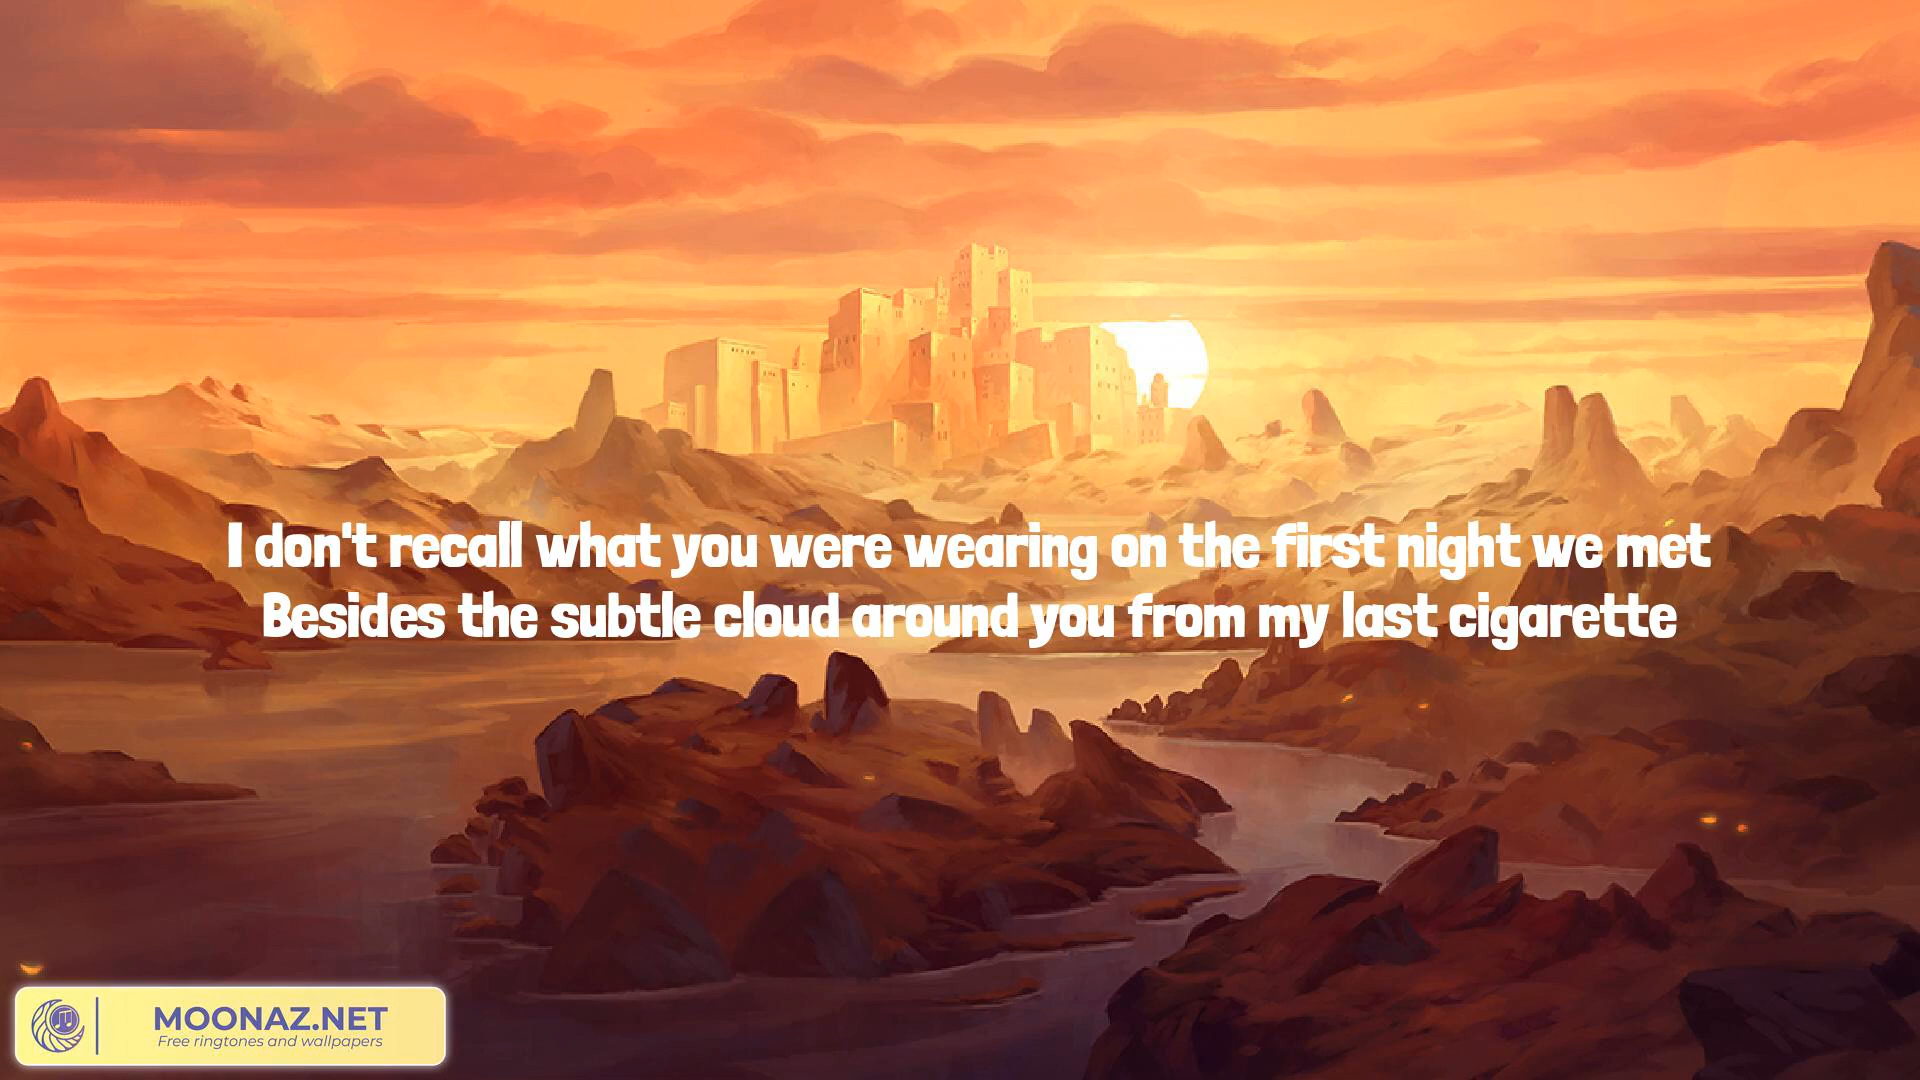 I don't recall what you were wearing on the first night we met
Besides the subtle cloud around you from my last cigarette
MOONAZ.NET
Free ringtones and wallpapers